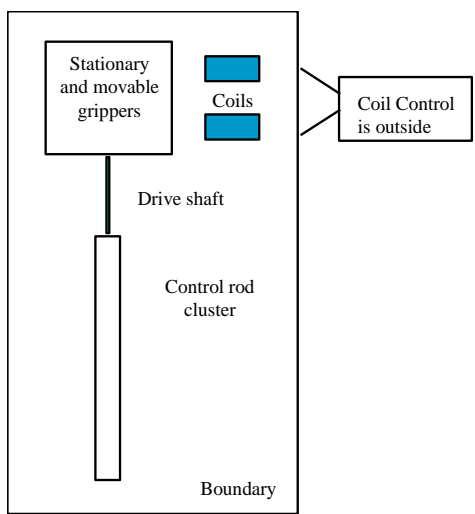 Stationary
and movable
grippers
Coils
Coil Control
is outside
Drive shaft
Control rod
cluster
Boundary